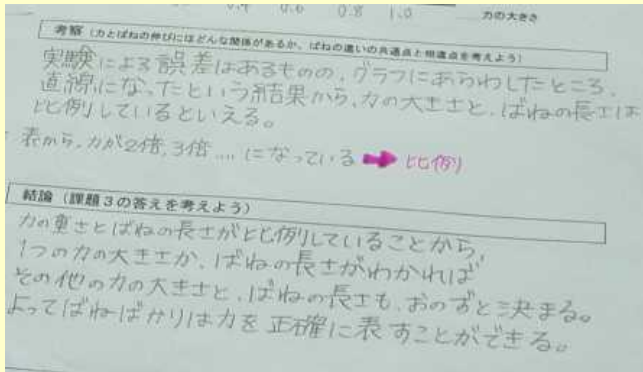 0.4 0.6 0.8 1.0 力の大きさ
考察（力とばねの伸びにはどんな関係があるか、ばねの違いの共通点と相違点を考えよう）
実験による誤差はあるものの、グラフにあらわしたところ、
直線になったという結果から、力の大きさと、ばねの長さは
比例しているといえる。
表から、力が2倍,3倍....になっている ➡ 比例
結論（課題3の答えを考えよう）
力の重さとばねの長さが比例していることから、
1つの力の大きさか、ばねの長さがわかれば
その他の力の大きさと、ばねの長さも、おのずと決まる。
よってばねばかりは力を正確に表すことができる。